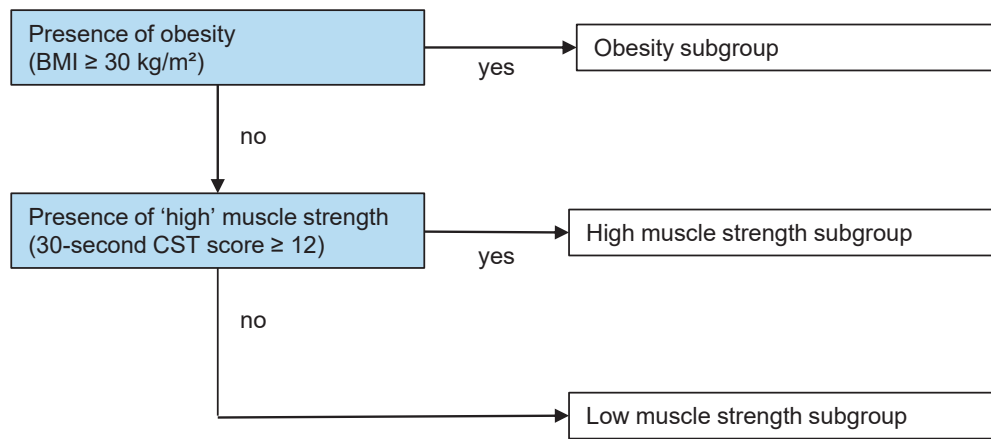 Presence of obesity
(BMI ≥ 30 kg/m²)
yes
Obesity subgroup
no
Presence of ‘high’ muscle strength
(30-second CST score ≥ 12)
yes
High muscle strength subgroup
no
Low muscle strength subgroup